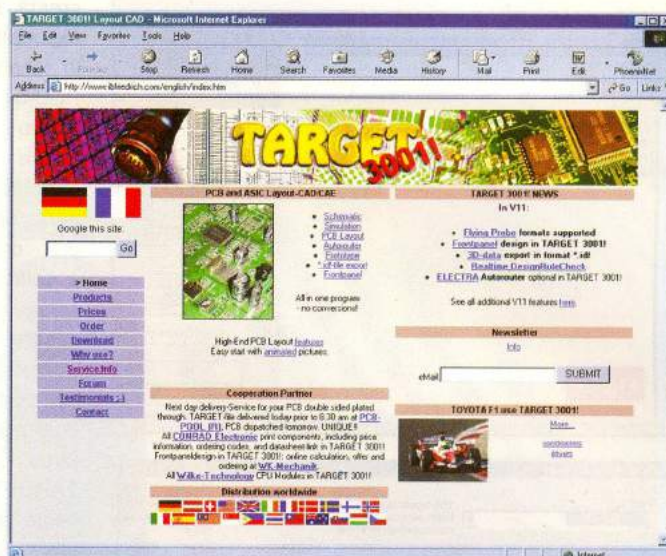 TARGET 3001! Layout CAD - Microsoft Internet Explorer
File Edit View Favorites Tools Help
Back Stop Refresh Home Search Favorites Media History Mail Print Edit PhoenixNet
Address http://www.ibfriedrich.com/english/index.htm Go Links
TARGET 3001!
Google this site:
Go
> Home
Products
Prices
Order
Download
Why use?
Service,Info
Forum
Testimonials ;-)
Contact
PCB and ASIC Layout-CAD/CAE
Schematic
Simulation
PCB Layout
Autorouter
Frontpanel
All in one program
- no conversions!
High-End PCB Layout features
Easy start with animated pictures.
Cooperation Partner
Next day delivery-Service for your PCB double sided plated
through. TARGET-file delivered today prior to 6.30 am at PCB-
POOL (R), PCB dispatched tomorrow. UNIQUE!!
All CONRAD Electronic print components, including price
information, ordering codes, and datasheet-link in TARGET 3001!
Frontpaneldesign in TARGET 3001!: online calculation, offer and
ordering at WK-Mechanik.
All Wilke-Technology CPU Modules in TARGET 3001!
Distribution worldwide
TARGET 3001! NEWS
In V11:
Flying Probe formats supported
Frontpanel design in TARGET 3001!
3D-data export in format *.idf
Realtime DesignRuleCheck
ELECTRA Autorouter optional in TARGET 3001!
See all additional V11 features here.
Newsletter
Info
eMail SUBMIT
TOYOTA F1 use TARGET 3001!
More...
drivers
Internet